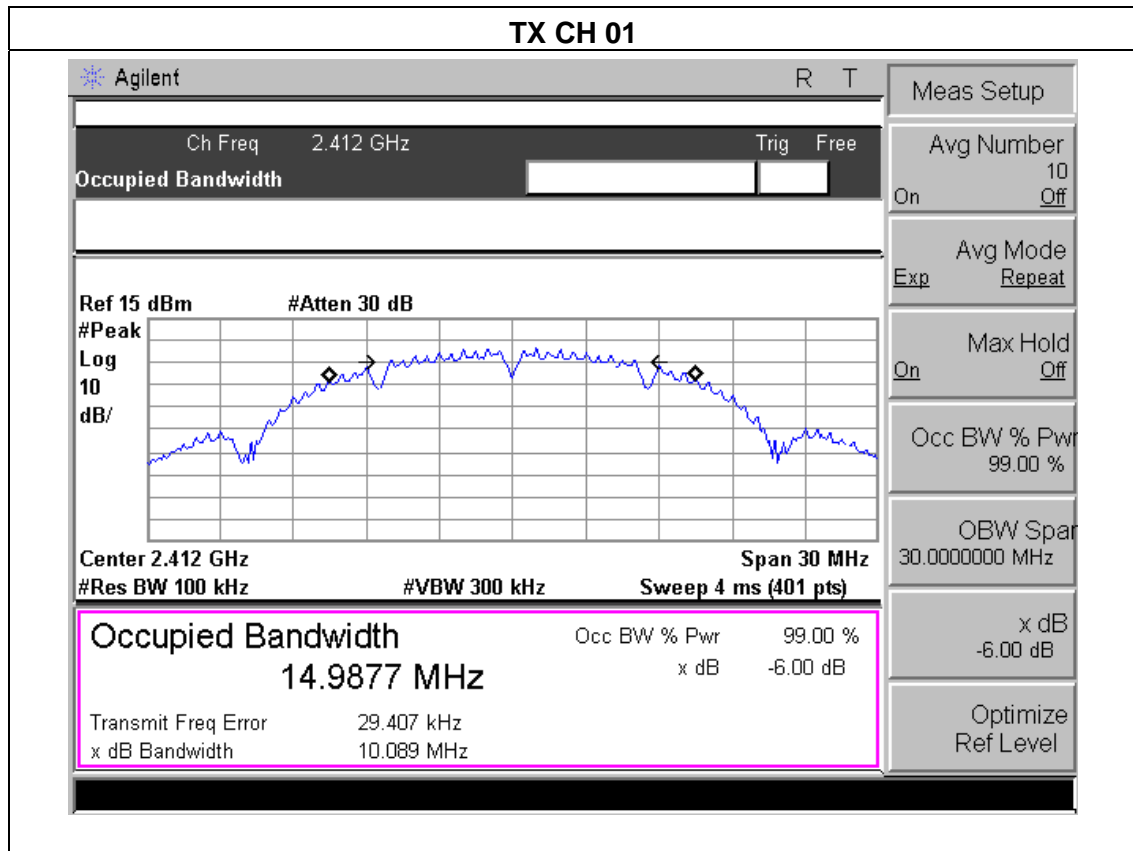 TX CH 01
Agilent R T
Ch Freq 2.412 GHz Trig Free
Occupied Bandwidth
Ref 15 dBm #Atten 30 dB
#Peak
Log
10
dB/
Center 2.412 GHz Span 30 MHz
#Res BW 100 kHz #VBW 300 kHz Sweep 4 ms (401 pts)
Occupied Bandwidth Occ BW % Pwr 99.00 %
14.9877 MHz x dB -6.00 dB
Transmit Freq Error 29.407 kHz
x dB Bandwidth 10.089 MHz
Meas Setup
Avg Number
10
On Off
Avg Mode
Exp Repeat
Max Hold
On Off
Occ BW % Pwr
99.00 %
OBW Span
30.0000000 MHz
x dB
-6.00 dB
Optimize
Ref Level